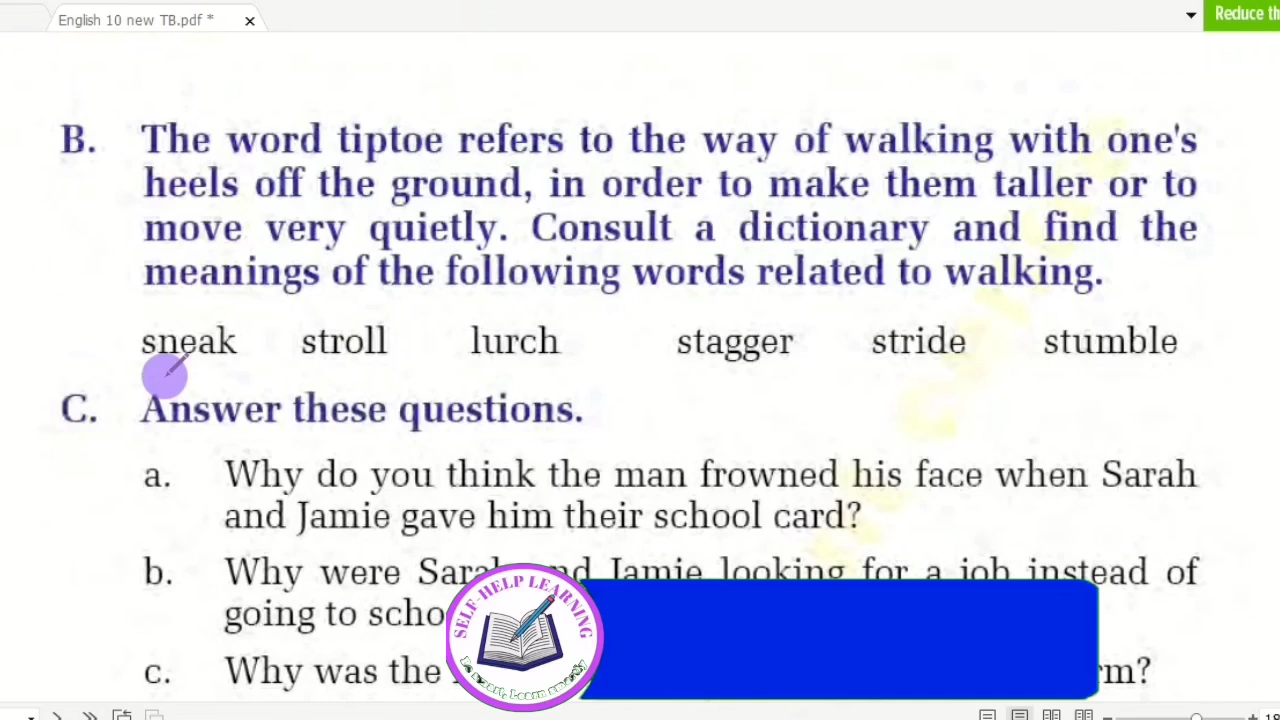 English 10 new TB.pdf *
Reduce th
B. The word tiptoe refers to the way of walking with one's
heels off the ground, in order to make them taller or to
move very quietly. Consult a dictionary and find the
meanings of the following words related to walking.
sneak stroll lurch stagger stride stumble
C. Answer these questions.
a. Why do you think the man frowned his face when Sarah
and Jamie gave him their school card?
b. Why were Sarah and Jamie looking for a job instead of
going to scho
c. Why was the rm?
SELF-HELP LEARNING
Be smart, Learn smartly